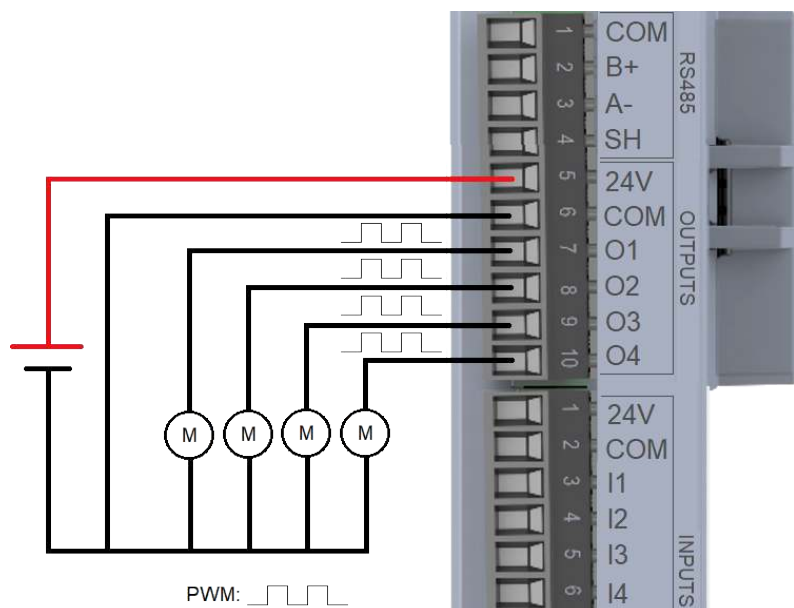 1 COM
2 B+
3 A-
4 SH
RS485
5 24V
6 COM
7 O1
8 O2
9 O3
10 O4
OUTPUTS
M M M M
1 24V
2 COM
3 I1
4 I2
5 I3
6 I4
INPUTS
PWM: